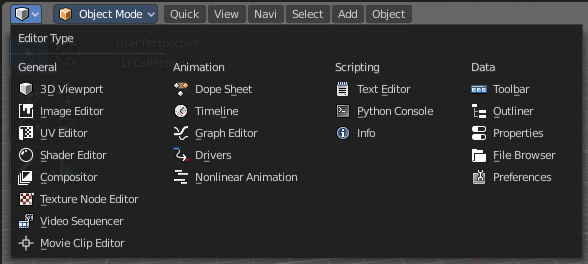 Object Mode Quick View Navi Select Add Object
Editor Type
User Perspective
(1) Collection
General
3D Viewport
Image Editor
UV Editor
Shader Editor
Compositor
Texture Node Editor
Video Sequencer
Movie Clip Editor
Animation
Dope Sheet
Timeline
Graph Editor
Drivers
Nonlinear Animation
Scripting
Text Editor
Python Console
Info
Data
Toolbar
Outliner
Properties
File Browser
Preferences